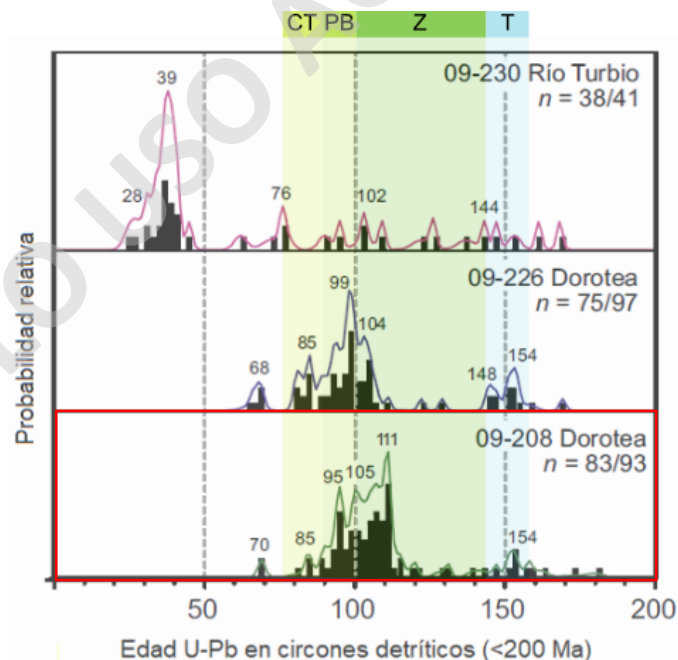 CT PB Z T
09-230 Río Turbio
n = 38/41
39
28
76
102
144
09-226 Dorotea
n = 75/97
99
104
85
68
148
154
09-208 Dorotea
n = 83/93
111
95
105
85
70
154
50
100
150
200
Probabilidad relativa
Edad U-Pb en circones detríticos (<200 Ma)
O USO A